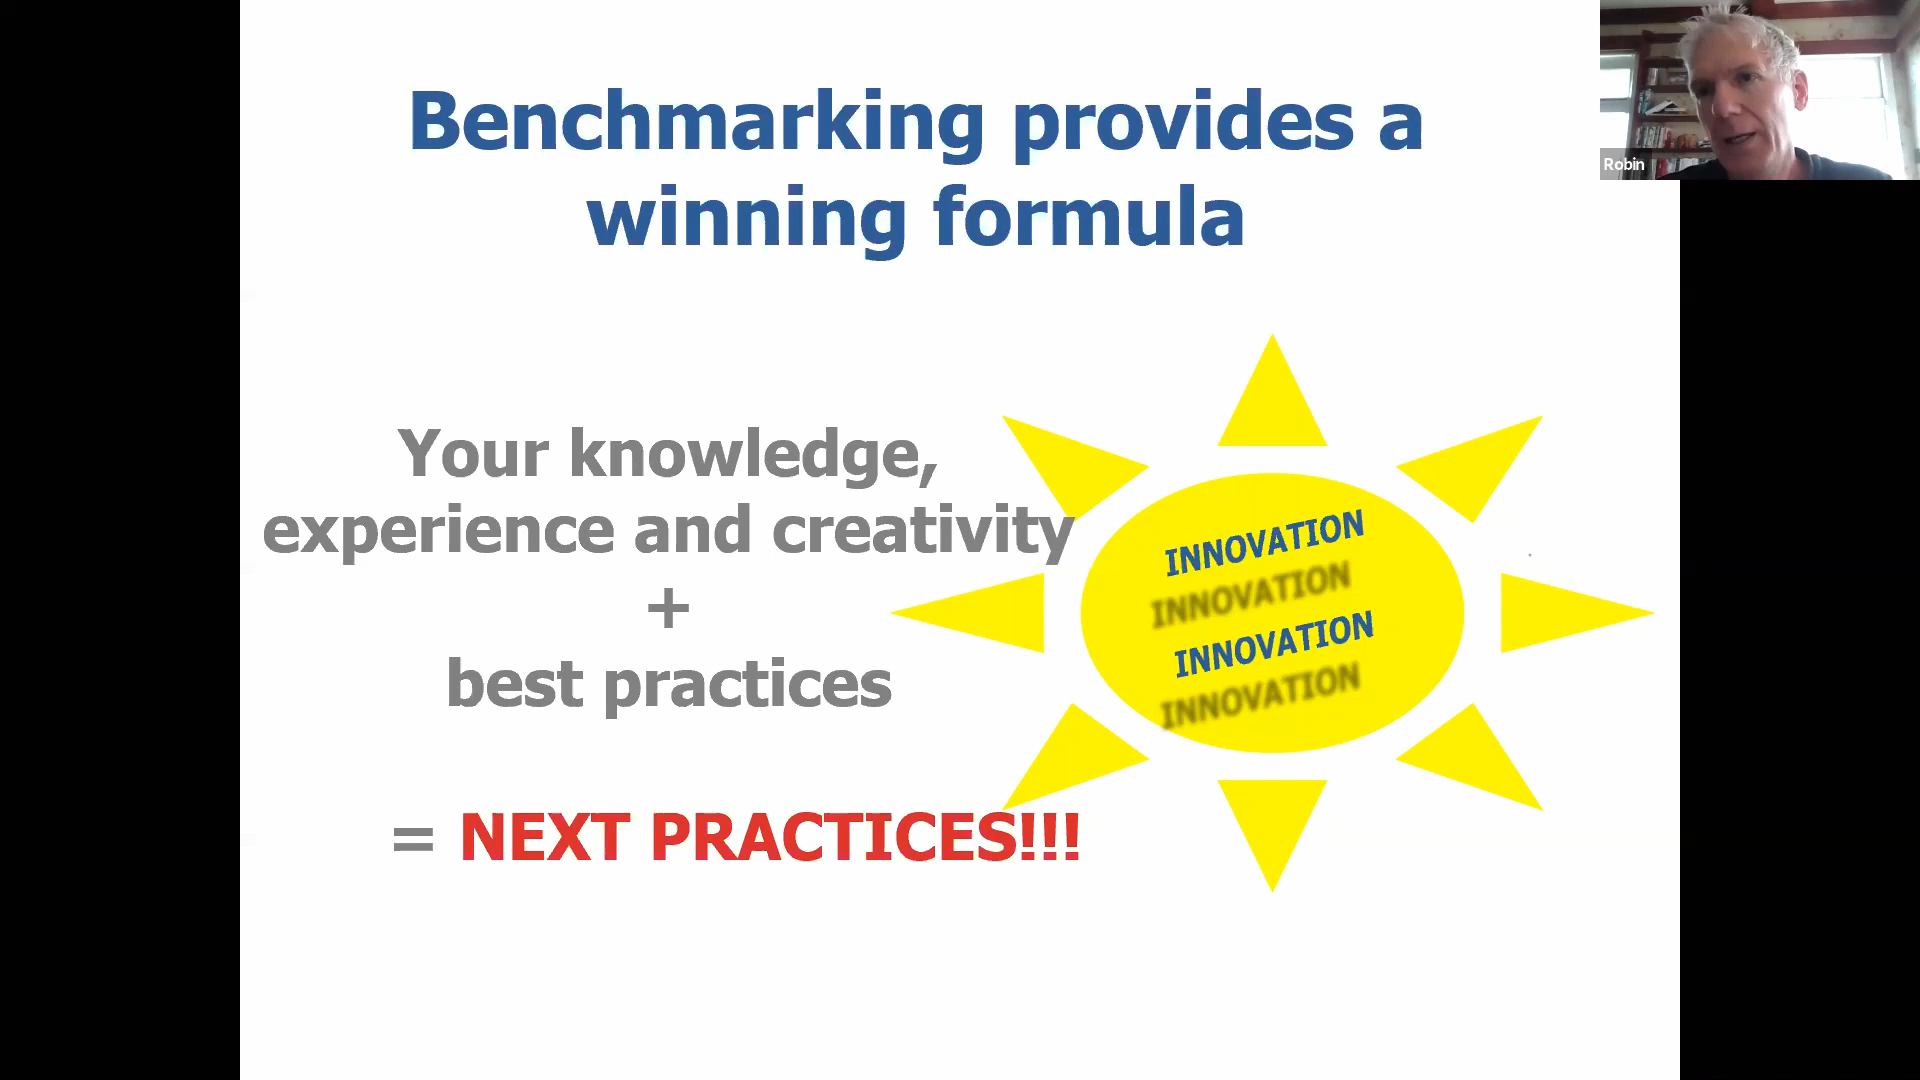 Benchmarking provides a
winning formula
Robin
Your knowledge,
experience and creativity
+
best practices
= NEXT PRACTICES!!!
INNOVATION
INNOVATION
INNOVATION
INNOVATION